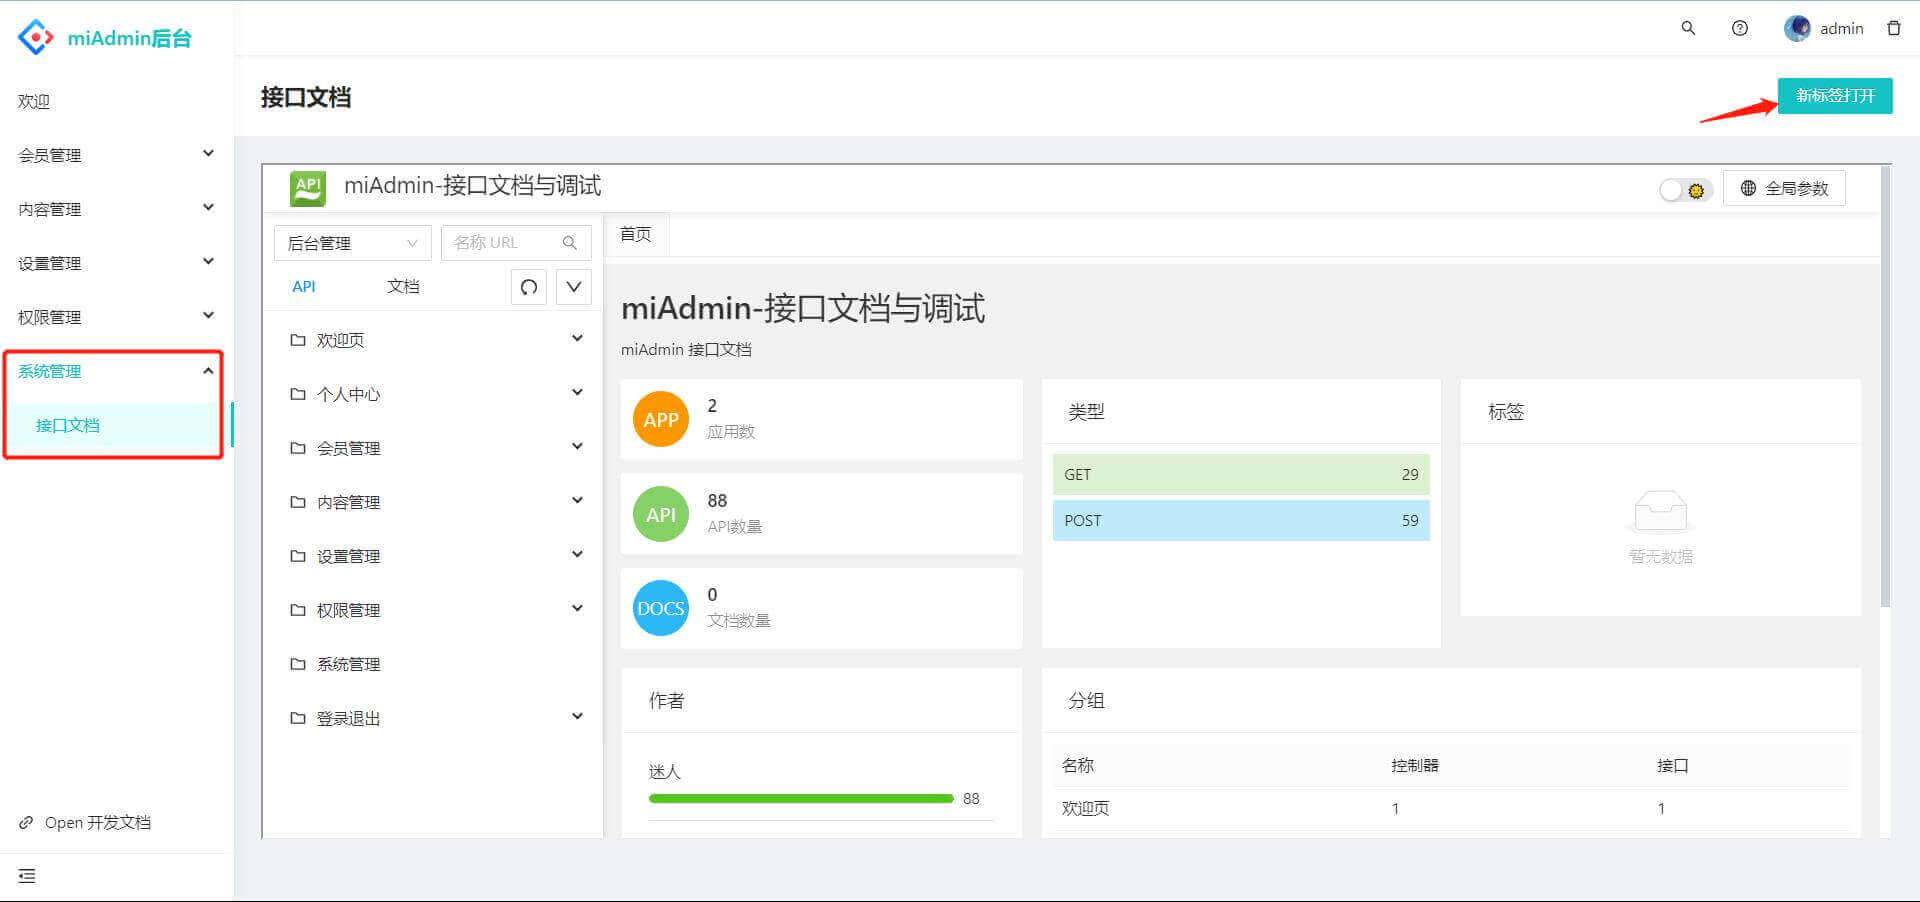 miAdmin后台
admin
欢迎
会员管理
内容管理
设置管理
权限管理
系统管理
接口文档
Open 开发文档
接口文档
新标签打开
API
miAdmin-接口文档与调试
全局参数
后台管理
名称 URL
API
文档
欢迎页
个人中心
会员管理
内容管理
设置管理
权限管理
系统管理
登录退出
首页
miAdmin-接口文档与调试
miAdmin 接口文档
APP
2
应用数
API
88
API数量
DOCS
0
文档数量
类型
GET 29
POST 59
标签
暂无数据
作者
迷人
88
分组
名称 控制器 接口
欢迎页 1 1